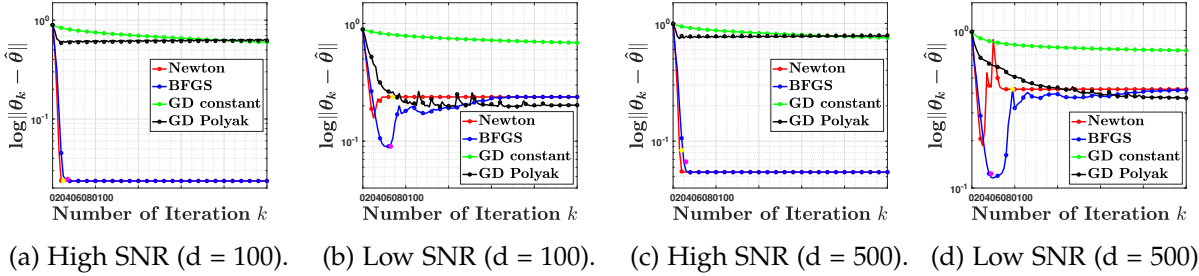 10^0
10^-1
log‖θ_k − θ̂‖
Newton
BFGS
GD constant
GD Polyak
020406080100
Number of Iteration k
(a) High SNR (d = 100).
10^0
10^-1
log‖θ_k − θ̂‖
Newton
BFGS
GD constant
GD Polyak
020406080100
Number of Iteration k
(b) Low SNR (d = 100).
10^0
10^-1
log‖θ_k − θ̂‖
Newton
BFGS
GD constant
GD Polyak
020406080100
Number of Iteration k
(c) High SNR (d = 500).
10^0
10^-1
log‖θ_k − θ̂‖
Newton
BFGS
GD constant
GD Polyak
020406080100
Number of Iteration k
(d) Low SNR (d = 500)